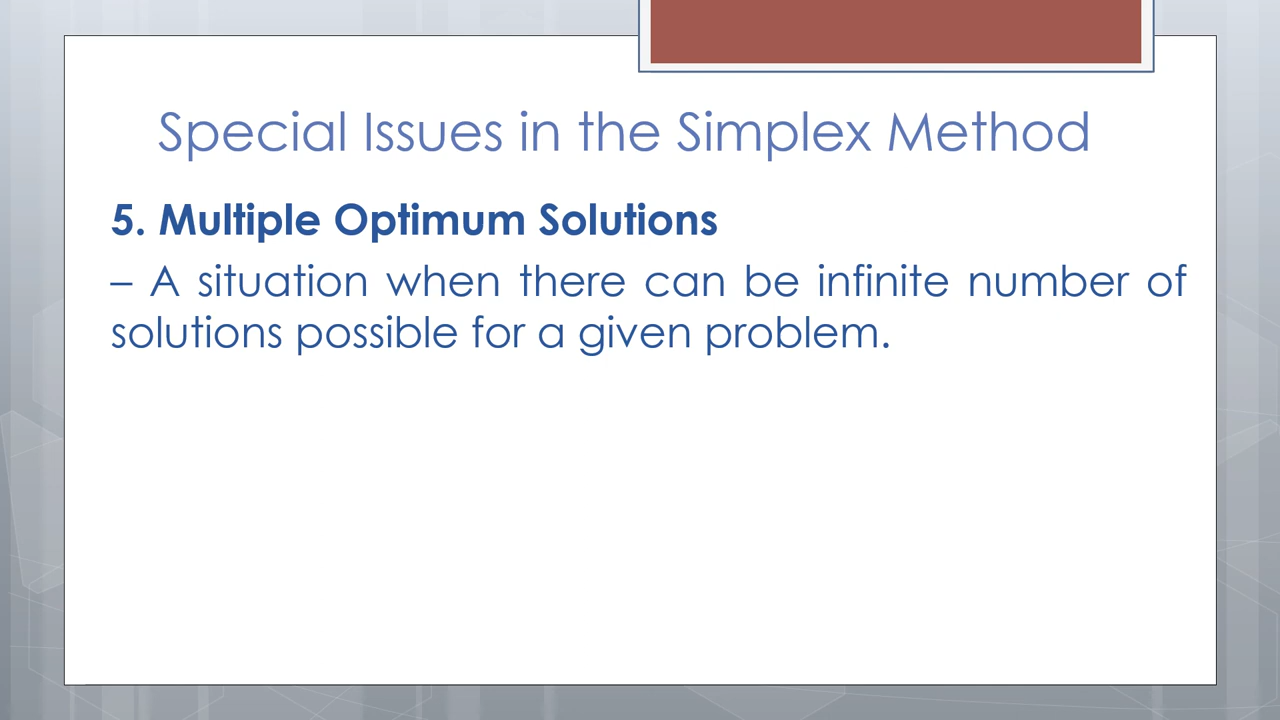 Special Issues in the Simplex Method
5. Multiple Optimum Solutions
– A situation when there can be infinite number of
solutions possible for a given problem.